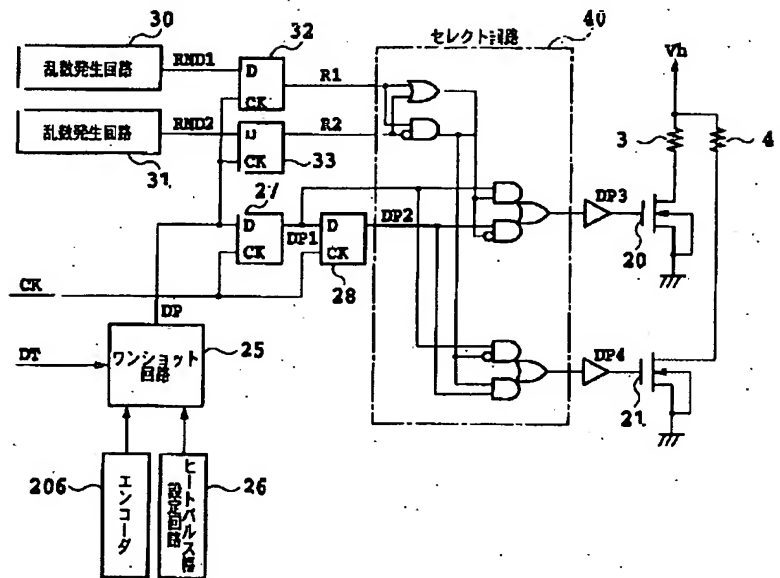 30
32
セレクト回路
40
乱数発生回路
RMD1
D
CK
R1
Vh
乱数発生回路
RMD2
D
CK
R2
3
4
31
33
27
D
CK
DP1
D
CK
DP2
28
DP3
20
CK
DP
DT
ワンショット
回路
25
DP4
21
206
エンコーダ
ヒートパルス幅
設定回路
26